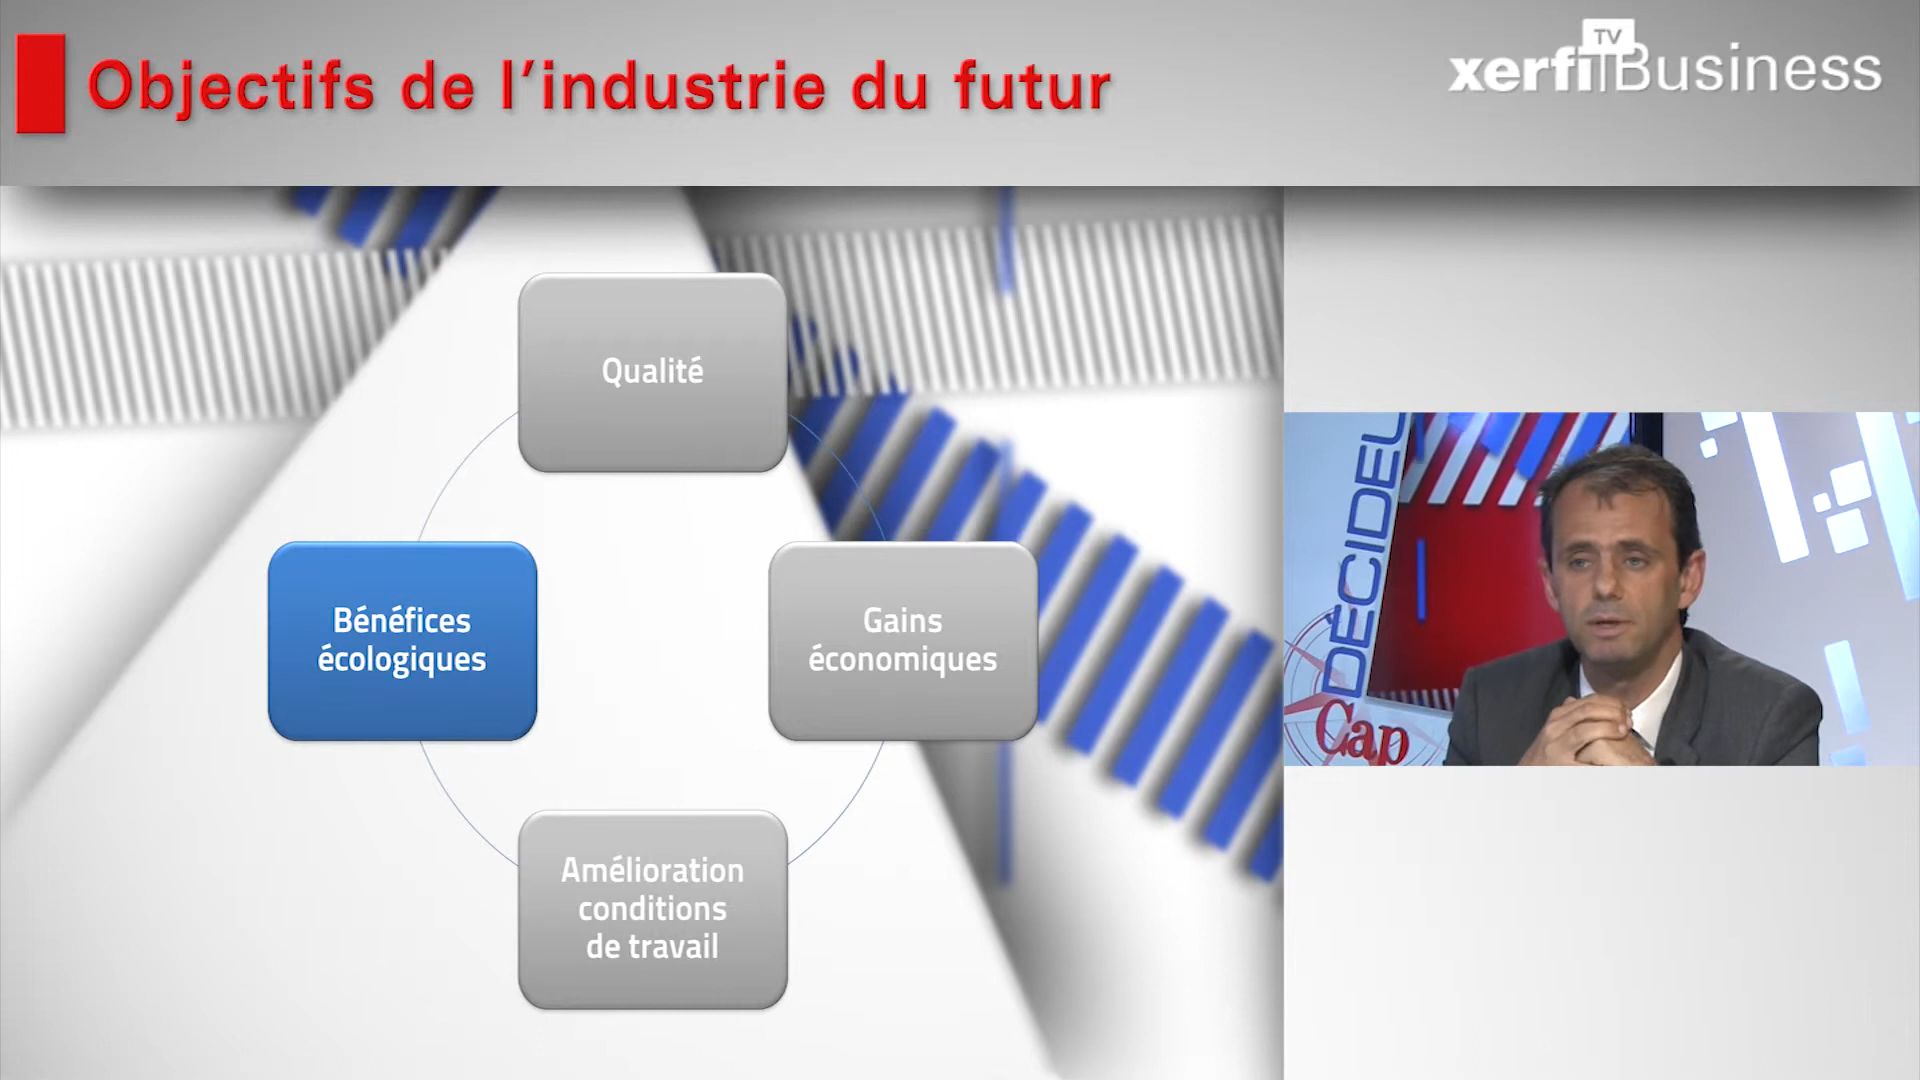 Objectifs de l'industrie du futur
TV
xerfi Business
Qualité
Bénéfices
écologiques
Gains
économiques
Amélioration
conditions
de travail
DÉCIDEU
Cap